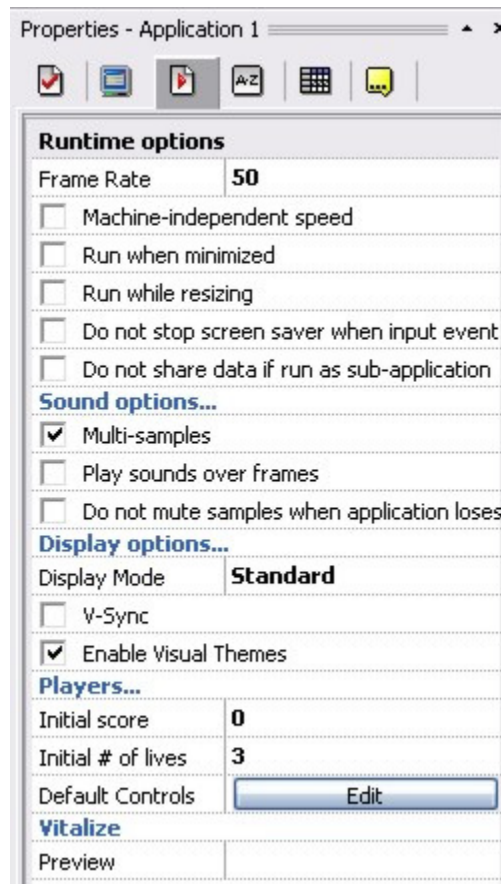 Properties - Application 1
A-Z
Runtime options
Frame Rate 50
Machine-independent speed
Run when minimized
Run while resizing
Do not stop screen saver when input event
Do not share data if run as sub-application
Sound options...
Multi-samples
Play sounds over frames
Do not mute samples when application loses
Display options...
Display Mode Standard
V-Sync
Enable Visual Themes
Players...
Initial score 0
Initial # of lives 3
Default Controls Edit
Vitalize
Preview